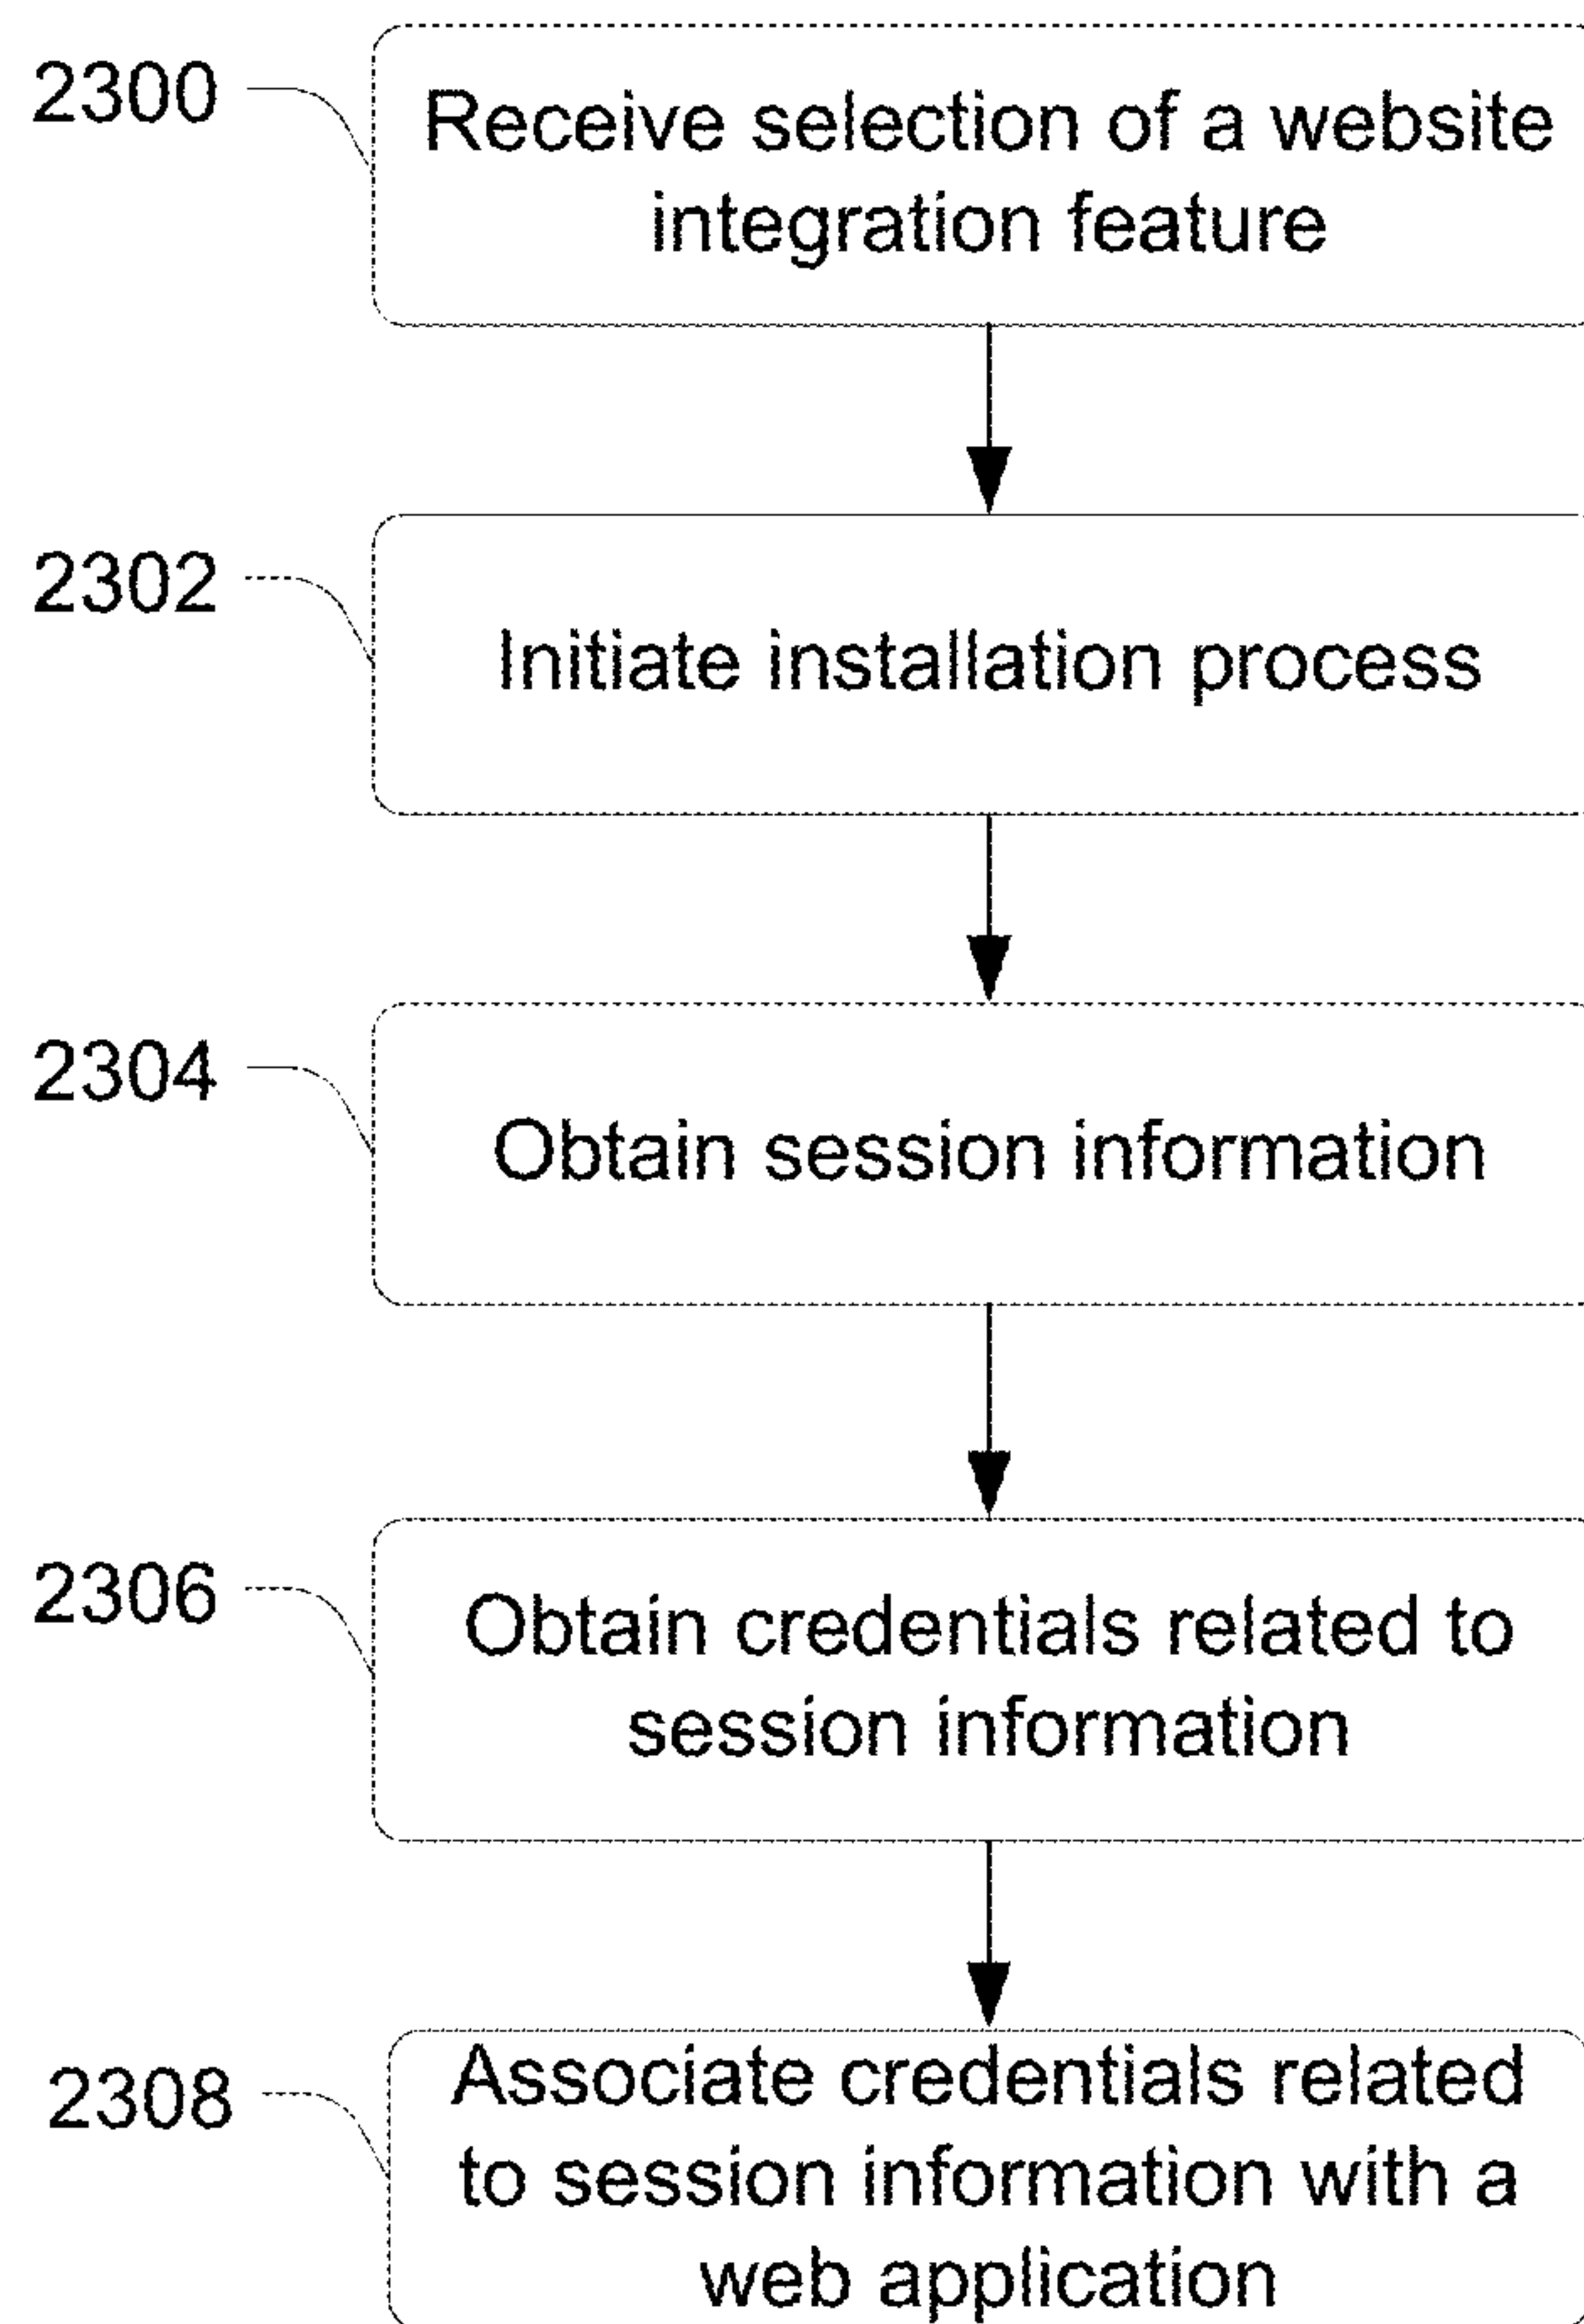 2300
Receive selection of a website
integration feature
2302
Initiate installation process
2304
Obtain session information
2306
Obtain credentials related to
session information
2308
Associate credentials related
to session information with a
web application